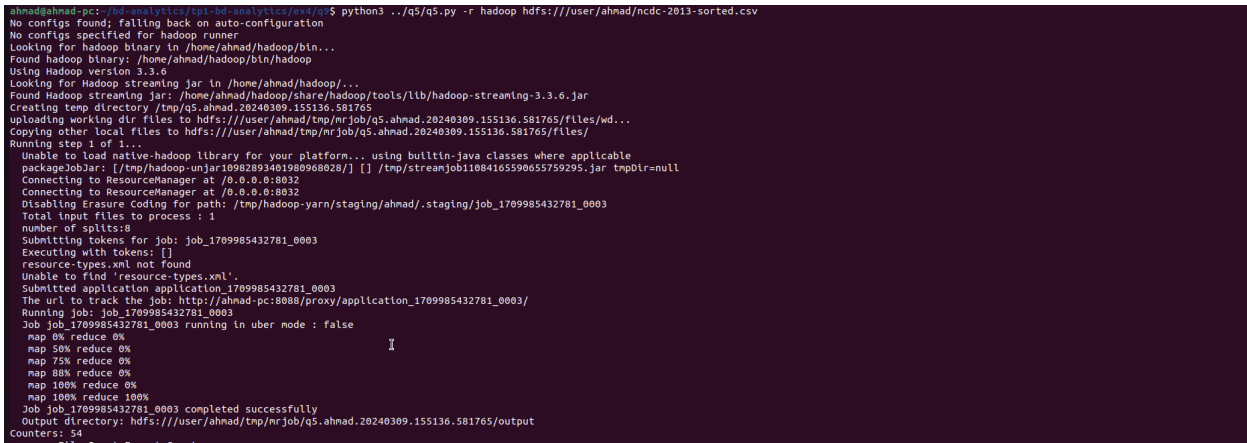 ahmad@ahmad-pc:~/bd-analytics/tp1-bd-analytics/ex4/q9$ python3 ../q5/q5.py -r hadoop hdfs:///user/ahmad/ncdc-2013-sorted.csv
No configs found; falling back on auto-configuration
No configs specified for hadoop runner
Looking for hadoop binary in /home/ahmad/hadoop/bin...
Found hadoop binary: /home/ahmad/hadoop/bin/hadoop
Using Hadoop version 3.3.6
Looking for Hadoop streaming jar in /home/ahmad/hadoop/...
Found Hadoop streaming jar: /home/ahmad/hadoop/share/hadoop/tools/lib/hadoop-streaming-3.3.6.jar
Creating temp directory /tmp/q5.ahmad.20240309.155136.581765
uploading working dir files to hdfs:///user/ahmad/tmp/mrjob/q5.ahmad.20240309.155136.581765/files/wd...
Copying other local files to hdfs:///user/ahmad/tmp/mrjob/q5.ahmad.20240309.155136.581765/files/
Running step 1 of 1...
  Unable to load native-hadoop library for your platform... using builtin-java classes where applicable
  packageJobJar: [/tmp/hadoop-unjar10982893401980968028/] [] /tmp/streamjob11084165590655759295.jar tmpDir=null
  Connecting to ResourceManager at /0.0.0.0:8032
  Connecting to ResourceManager at /0.0.0.0:8032
  Disabling Erasure Coding for path: /tmp/hadoop-yarn/staging/ahmad/.staging/job_1709985432781_0003
  Total input files to process : 1
  number of splits:8
  Submitting tokens for job: job_1709985432781_0003
  Executing with tokens: []
  resource-types.xml not found
  Unable to find 'resource-types.xml'.
  Submitted application application_1709985432781_0003
  The url to track the job: http://ahmad-pc:8088/proxy/application_1709985432781_0003/
  Running job: job_1709985432781_0003
  Job job_1709985432781_0003 running in uber mode : false
   map 0% reduce 0%
   map 50% reduce 0%
   map 75% reduce 0%
   map 88% reduce 0%
   map 100% reduce 0%
   map 100% reduce 100%
  Job job_1709985432781_0003 completed successfully
  Output directory: hdfs:///user/ahmad/tmp/mrjob/q5.ahmad.20240309.155136.581765/output
Counters: 54